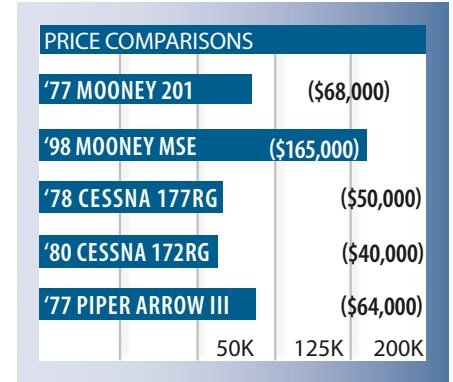 PRICE COMPARISONS
‘77 MOONEY 201 ($68,000)
‘98 MOONEY MSE ($165,000)
‘78 CESSNA 177RG ($50,000)
‘80 CESSNA 172RG ($40,000)
‘77 PIPER ARROW III ($64,000)
50K 125K 200K